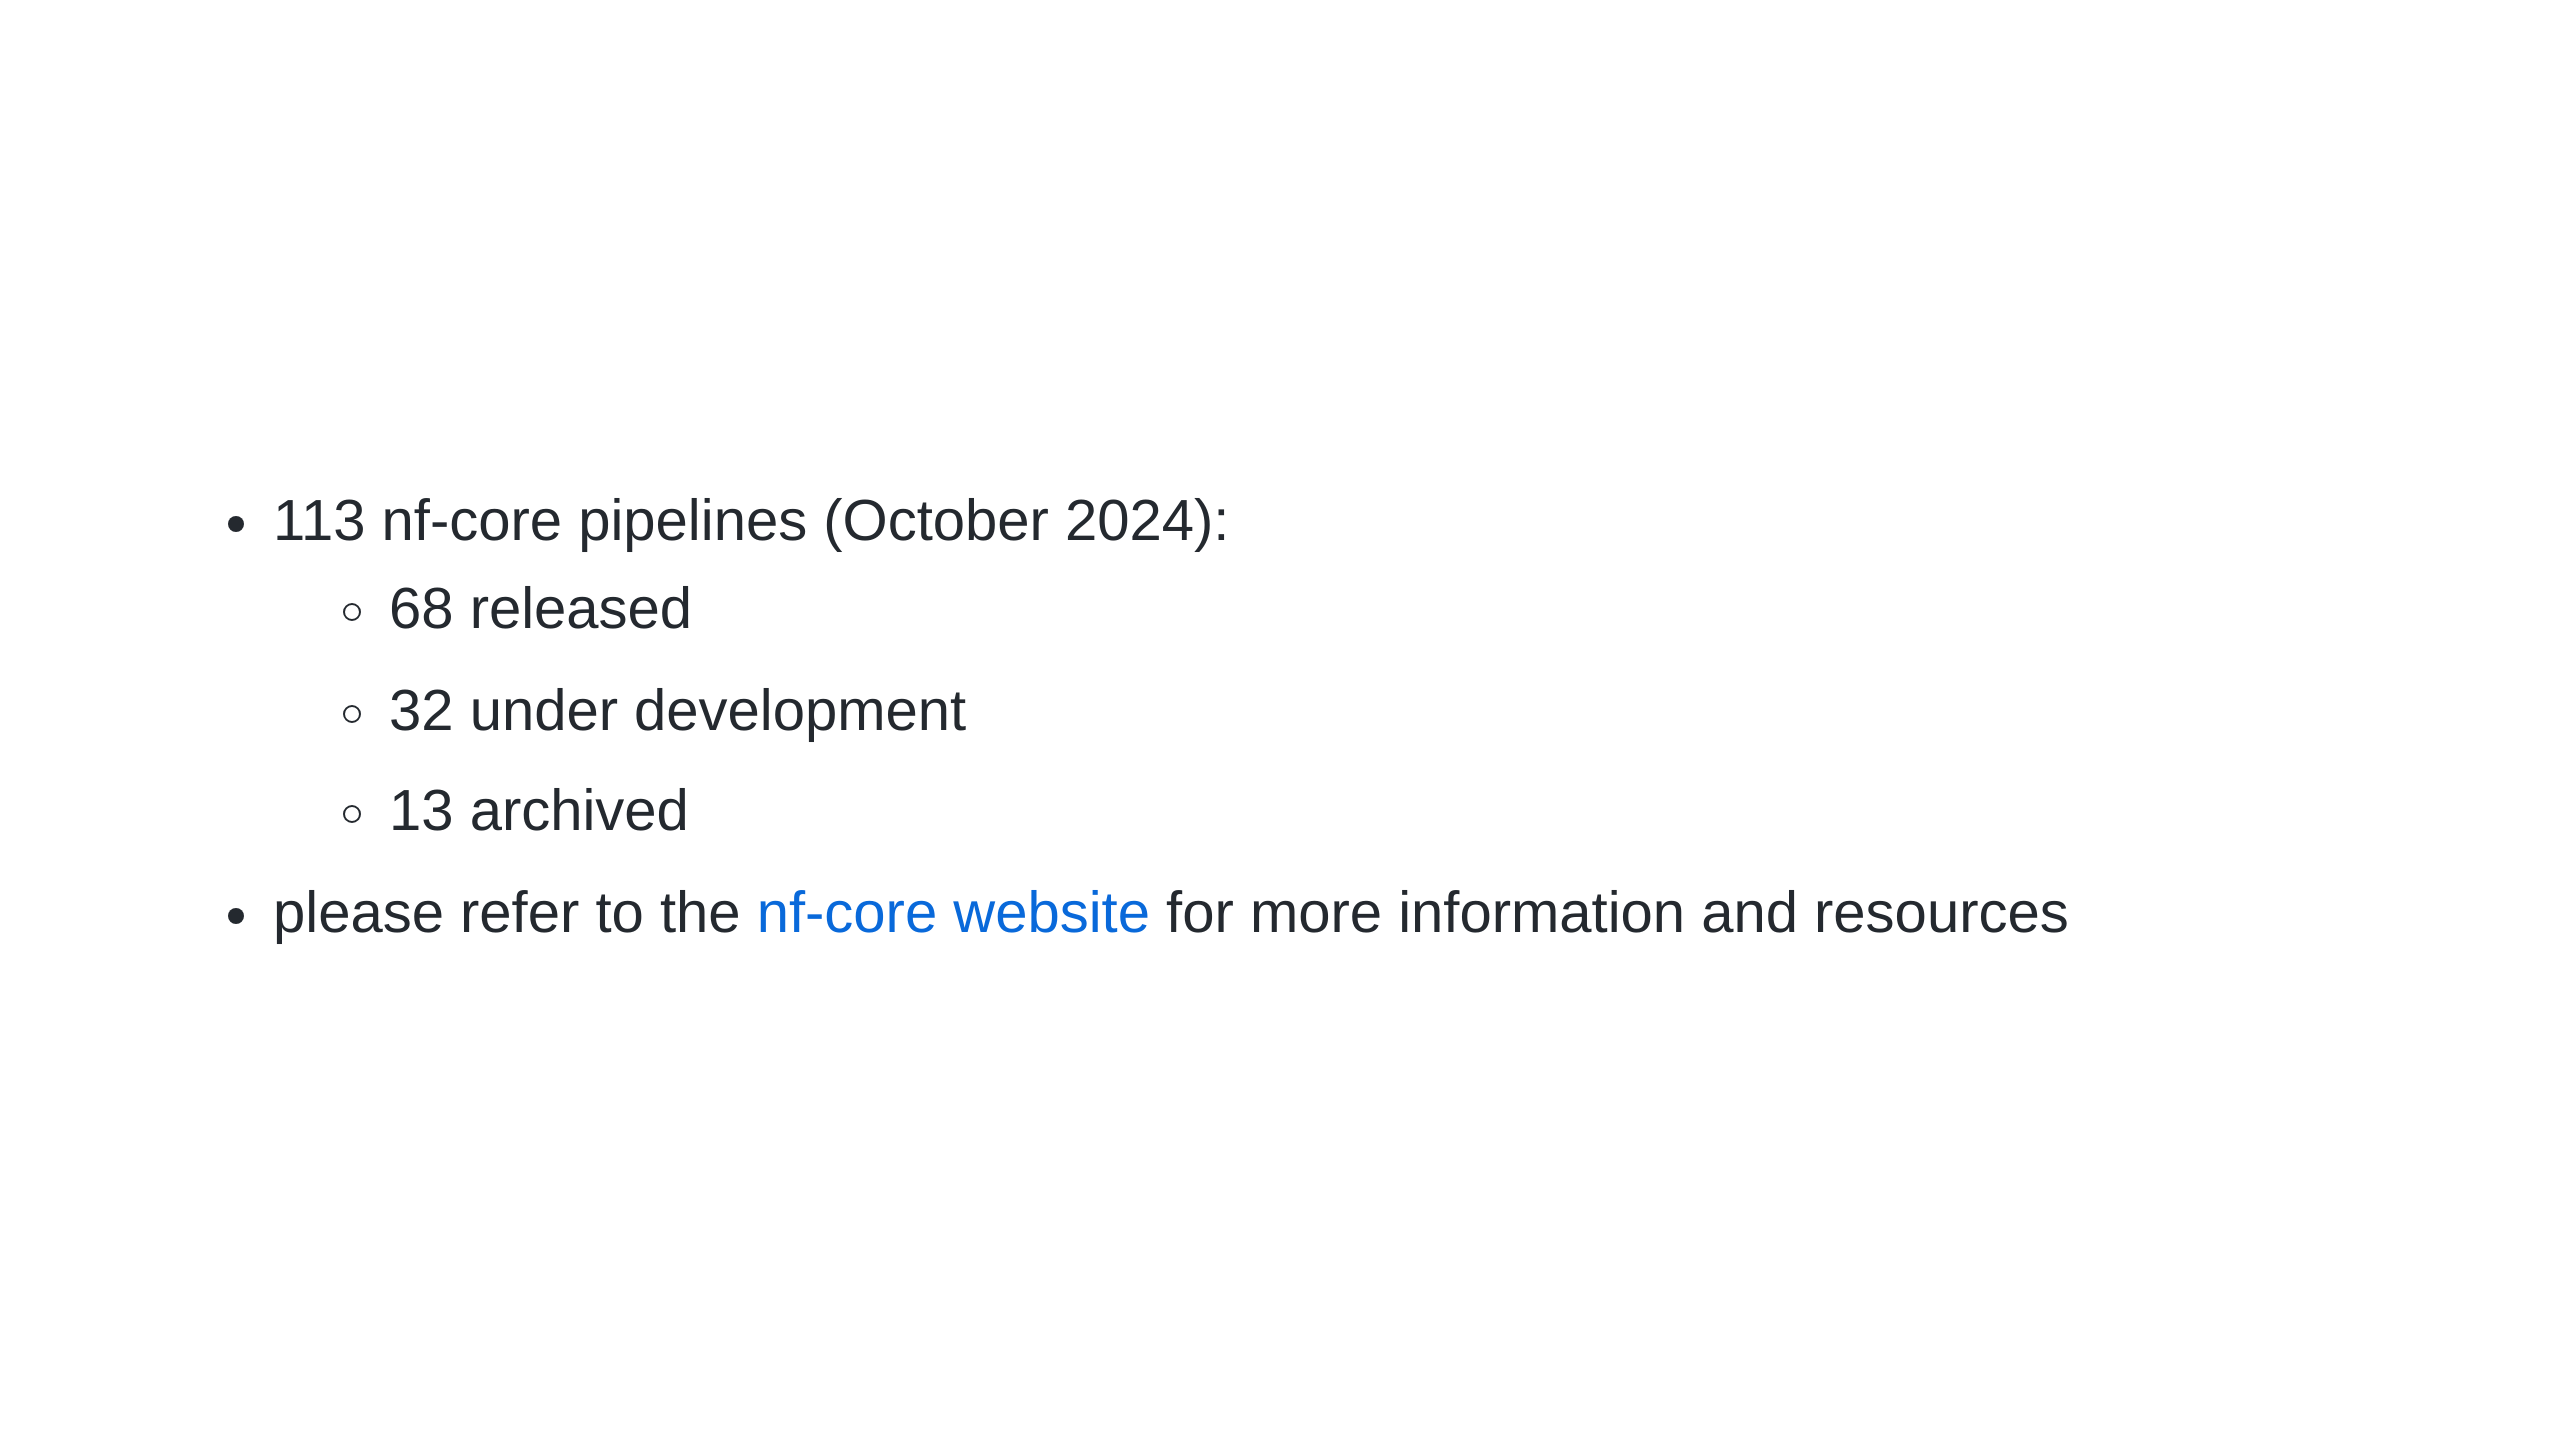 113 nf-core pipelines (October 2024):
68 released
32 under development
13 archived
please refer to the nf-core website for more information and resources